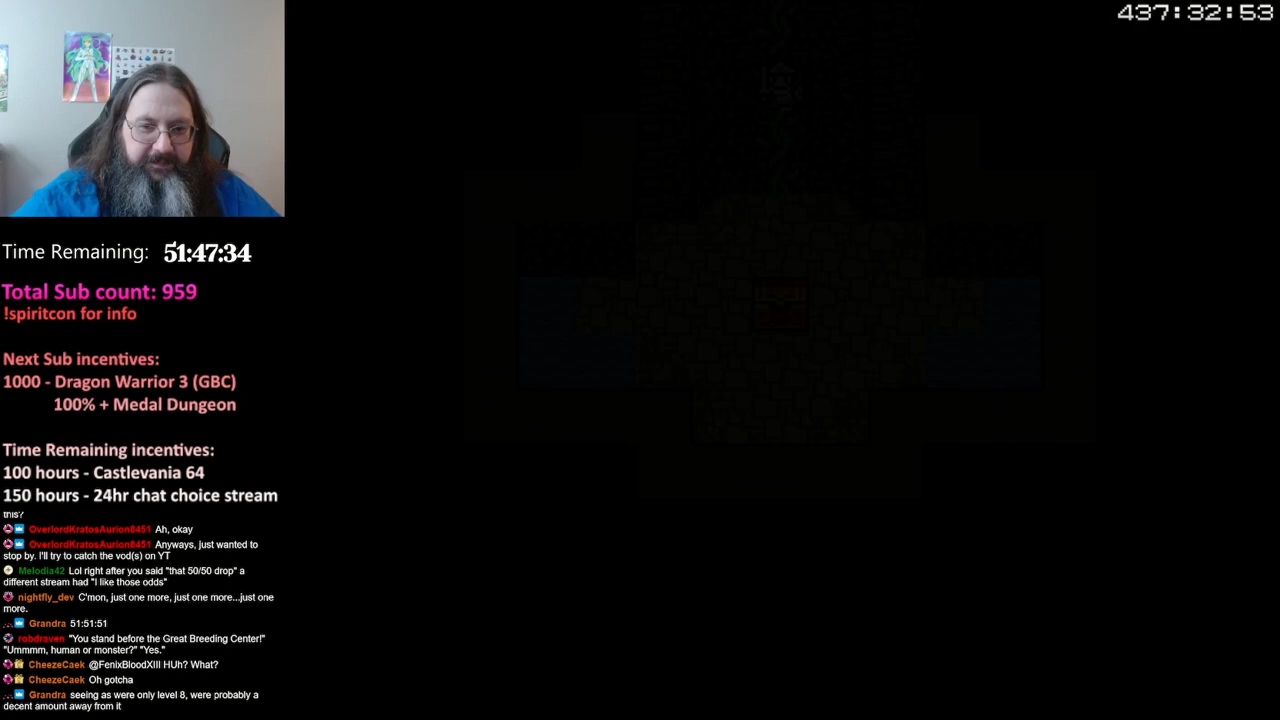 437:32:53
Time Remaining: 51:47:34
Total Sub count: 959
!spiritcon for info
Next Sub incentives:
1000 - Dragon Warrior 3 (GBC)
100% + Medal Dungeon
Time Remaining incentives:
100 hours - Castlevania 64
150 hours - 24hr chat choice stream
this?
OverlordKratosAurion8451 Ah, okay
OverlordKratosAurion8451 Anyways, just wanted to
stop by. I'll try to catch the vod(s) on YT
Melodia42 Lol right after you said "that 50/50 drop" a
different stream had "I like those odds"
nightfly_dev C'mon, just one more, just one more...just one
more.
Grandra 51:51:51
robdraven "You stand before the Great Breeding Center!"
"Ummmm, human or monster?" "Yes."
CheezeCaek @FenixBloodXIII HUh? What?
CheezeCaek Oh gotcha
Grandra seeing as were only level 8, were probably a
decent amount away from it